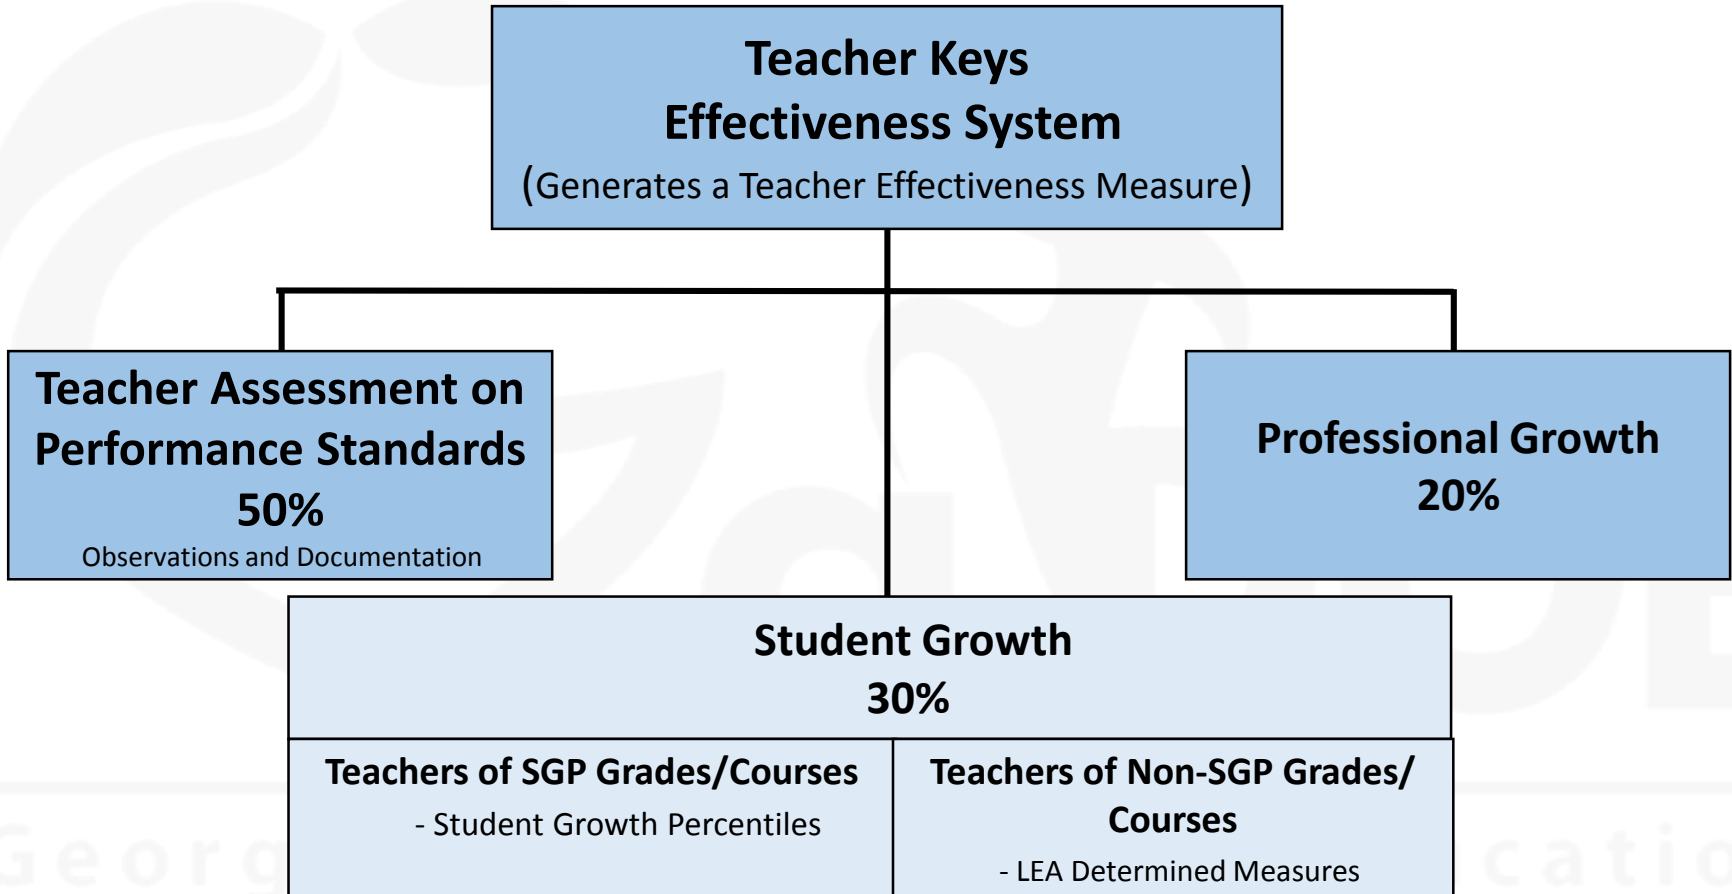 Teacher Keys
Effectiveness System
(Generates a Teacher Effectiveness Measure)
Teacher Assessment on
Performance Standards
50%
Observations and Documentation
Professional Growth
20%
Student Growth
30%
Teachers of SGP Grades/Courses
- Student Growth Percentiles
Teachers of Non-SGP Grades/
Courses
- LEA Determined Measures